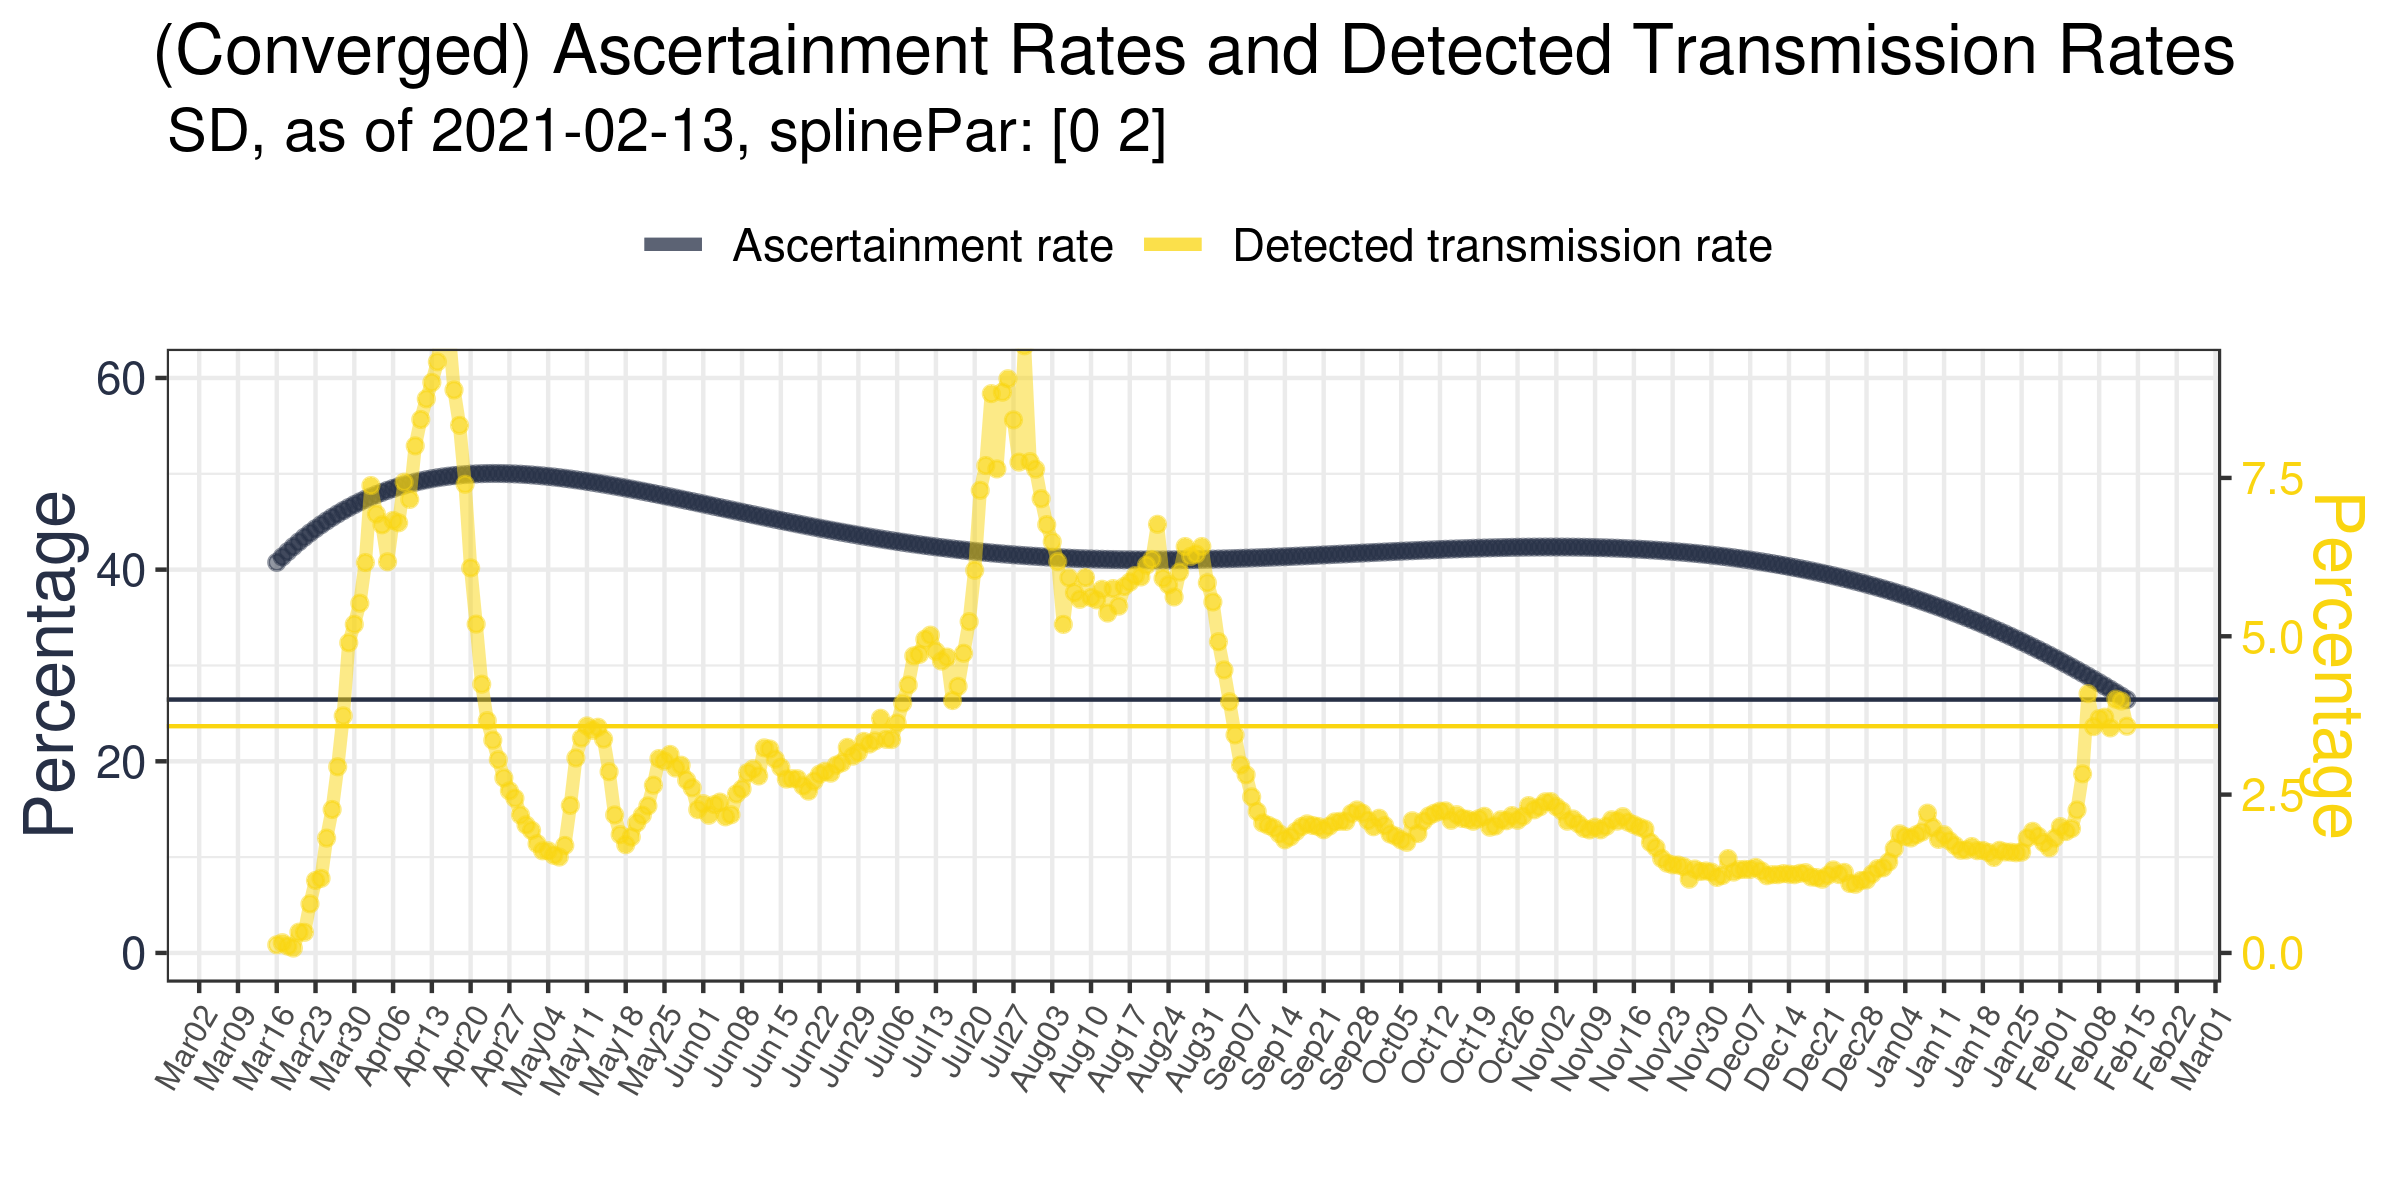 (Converged) Ascertainment Rates and Detected Transmission Rates
SD, as of 2021-02-13, splinePar: [0 2]
Ascertainment rate
Detected transmission rate
Percentage
60
40
20
0
7.5
5.0
2.5
0.0
Percentage
Mar02
Mar09
Mar16
Mar23
Mar30
Apr06
Apr13
Apr20
Apr27
May04
May11
May18
May25
Jun01
Jun08
Jun15
Jun22
Jun29
Jul06
Jul13
Jul20
Jul27
Aug03
Aug10
Aug17
Aug24
Aug31
Sep07
Sep14
Sep21
Sep28
Oct05
Oct12
Oct19
Oct26
Nov02
Nov09
Nov16
Nov23
Nov30
Dec07
Dec14
Dec21
Dec28
Jan04
Jan11
Jan18
Jan25
Feb01
Feb08
Feb15
Feb22
Mar01